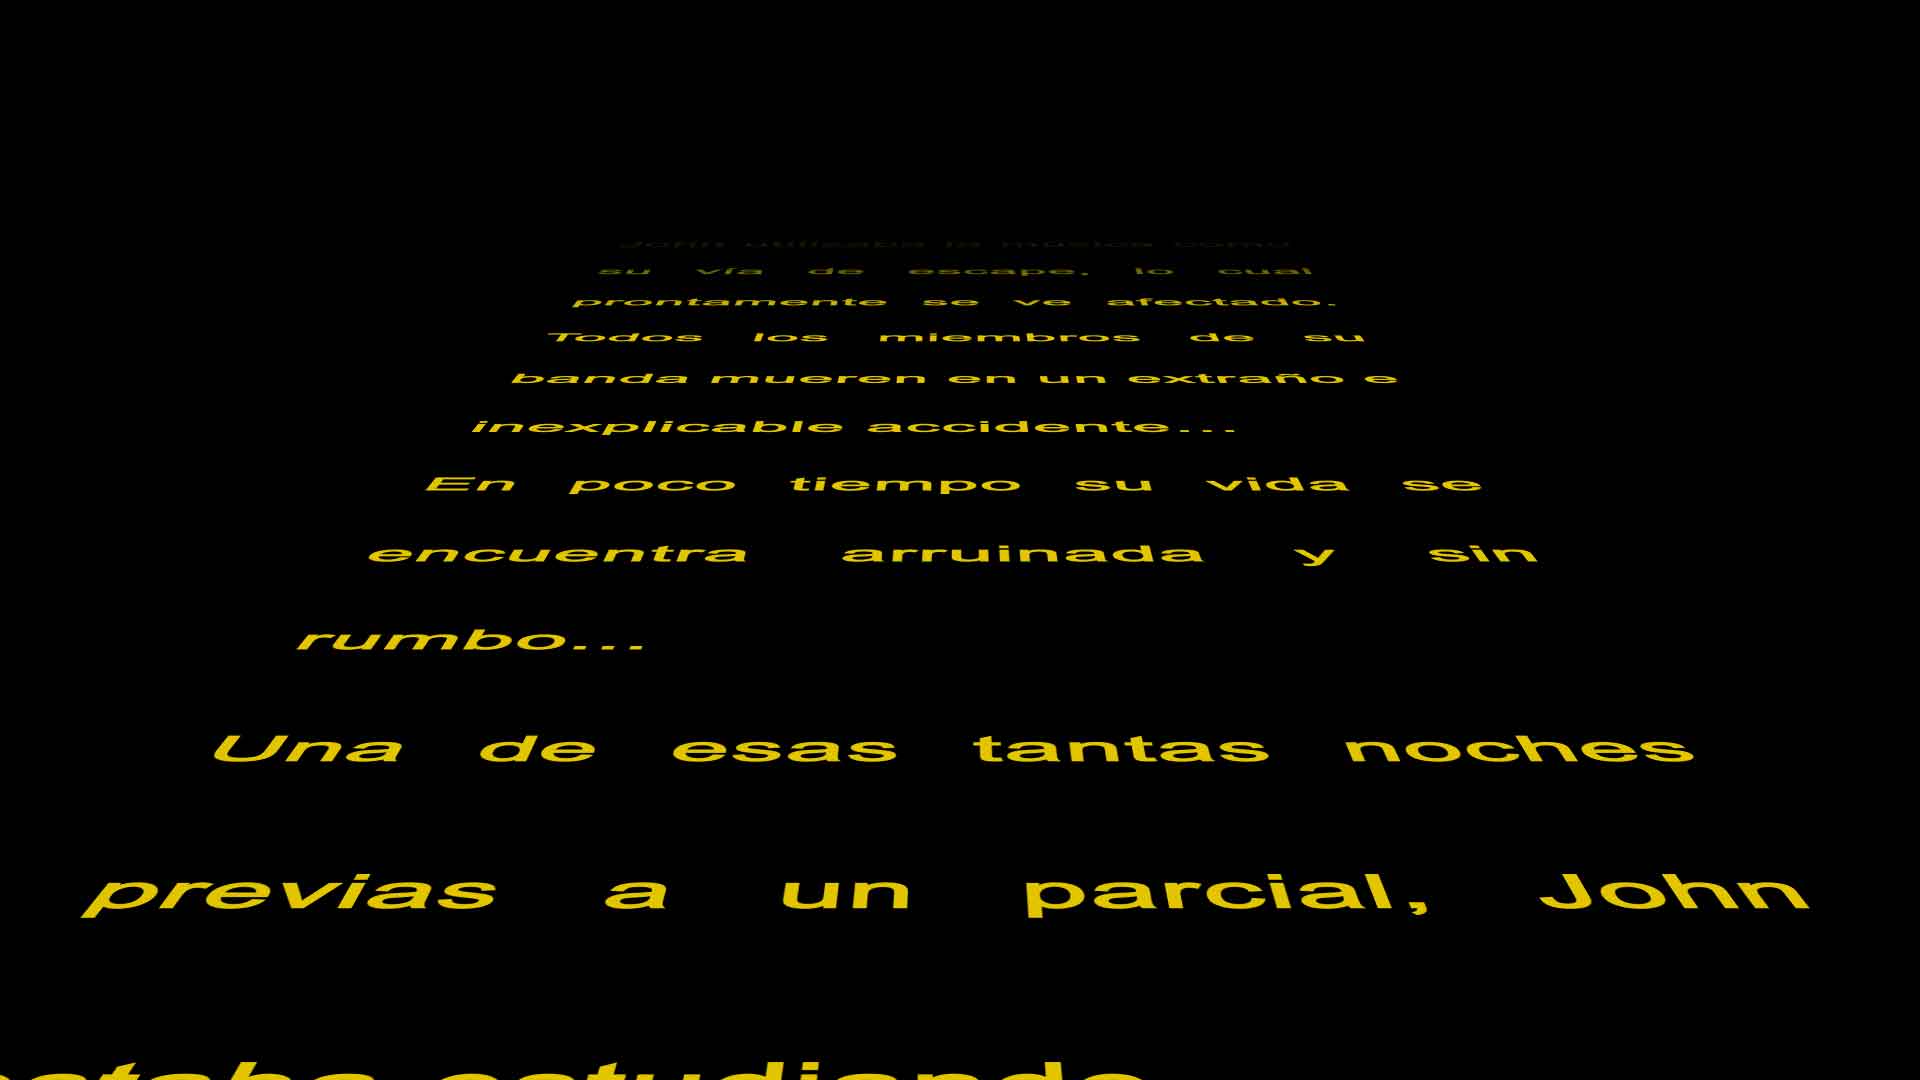 John utilizaba la música como
su vía de escape, lo cual
prontamente se ve afectado.
Todos los miembros de su
banda mueren en un extraño e
inexplicable accidente...
En poco tiempo su vida se
encuentra arruinada y sin
rumbo...
Una de esas tantas noches
previas a un parcial, John
estaba estudiando